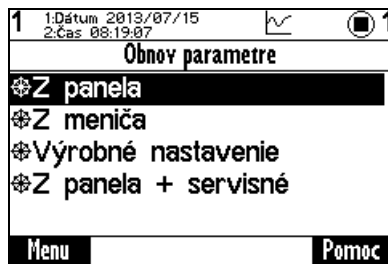 1 1:Dátum 2013/07/15 1
2:Čas 08:19:07
Obnov parametre
Z panela
Z meniča
Výrobné nastavenie
Z panela + servisné
Menu Pomoc